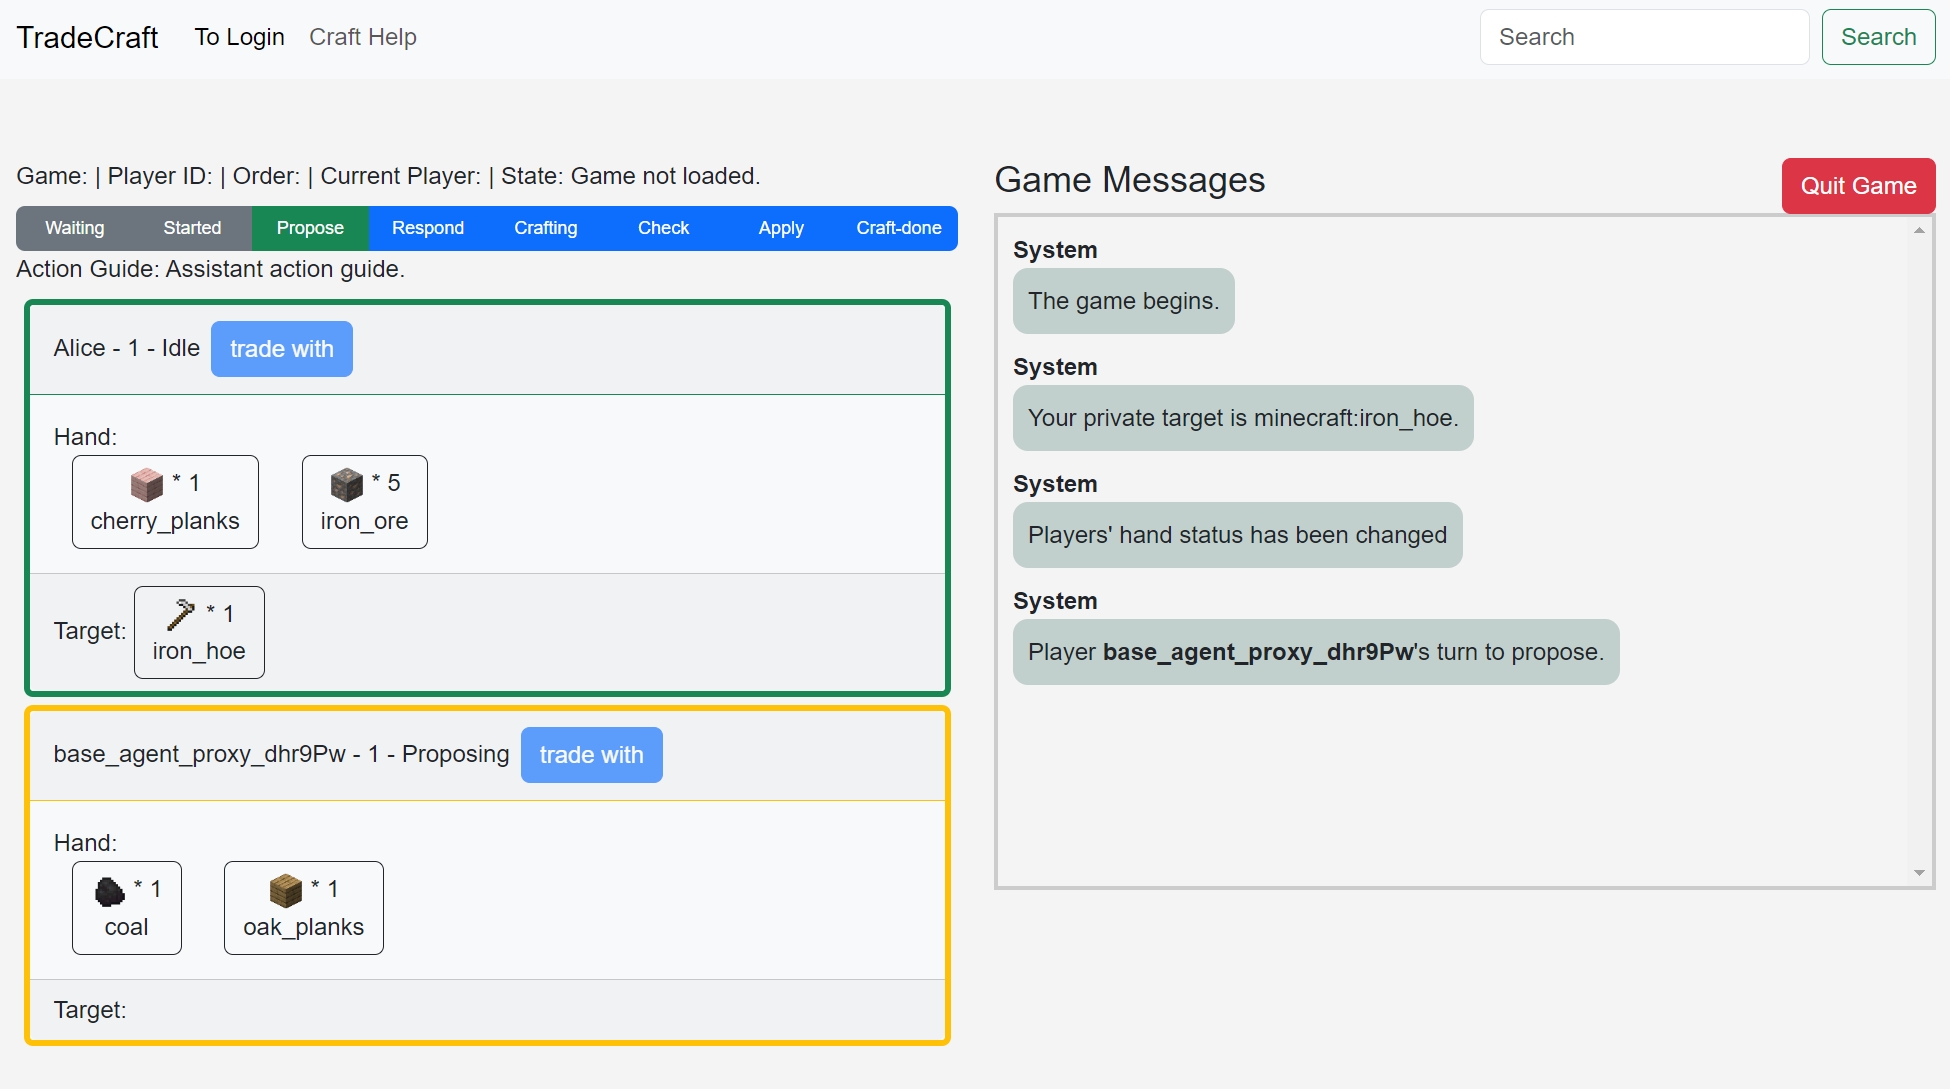 TradeCraft To Login Craft Help Search Search
Game: | Player ID: | Order: | Current Player: | State: Game not loaded.
Waiting Started Propose Respond Crafting Check Apply Craft-done
Action Guide: Assistant action guide.
Alice - 1 - Idle trade with
Hand:
* 1 * 5
cherry_planks iron_ore
* 1
Target:
iron_hoe
base_agent_proxy_dhr9Pw - 1 - Proposing trade with
Hand:
* 1 * 1
coal oak_planks
Target:
Game Messages Quit Game
System
The game begins.
System
Your private target is minecraft:iron_hoe.
System
Players' hand status has been changed
System
Player base_agent_proxy_dhr9Pw's turn to propose.